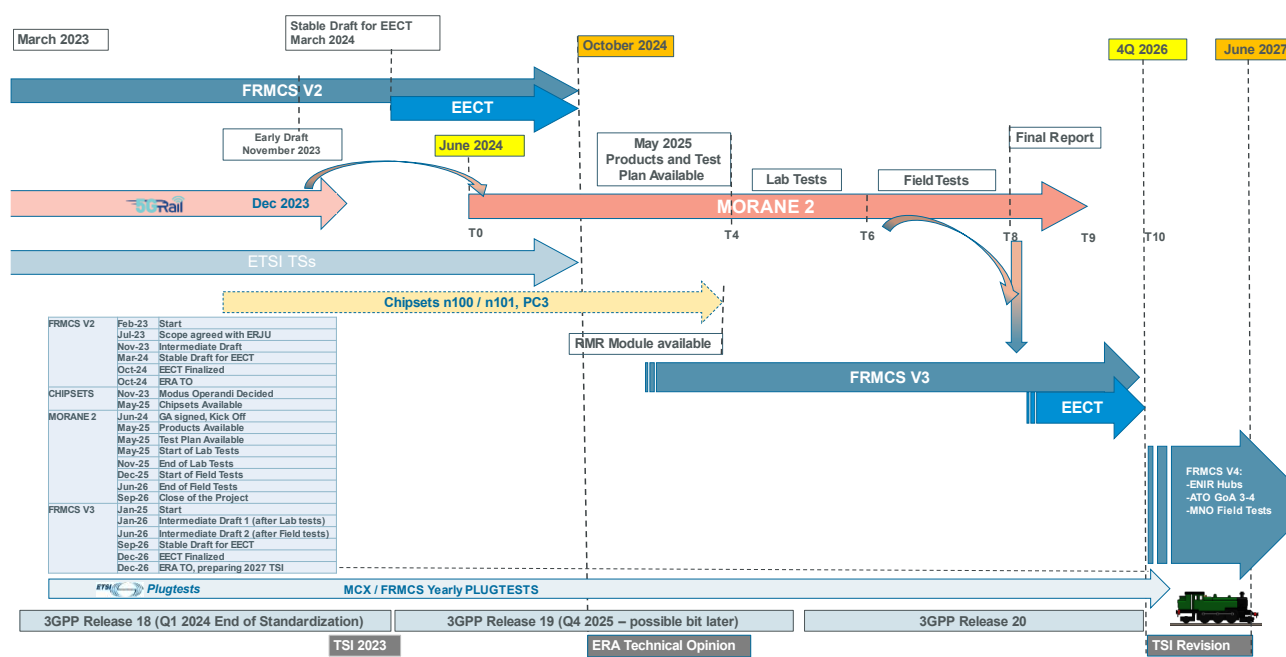 March 2023
Stable Draft for EECT
March 2024
October 2024
4Q 2026
June 2027
FRMCS V2
EECT
Early Draft
November 2023
June 2024
May 2025
Products and Test
Plan Available
Final Report
Lab Tests
Field Tests
5GRail
Dec 2023
MORANE 2
T0
T4
T6
T8
T9
T10
ETSI TSs
Chipsets n100 / n101, PC3
RMR Module available
FRMCS V3
EECT
FRMCS V2 Feb-23 Start
Jul-23 Scope agreed with ERJU
Nov-23 Intermediate Draft
Mar-24 Stable Draft for EECT
Oct-24 EECT Finalized
Oct-24 ERA TO
CHIPSETS Nov-23 Modus Operandi Decided
May-25 Chipsets Available
MORANE 2 Jun-24 GA signed, Kick Off
May-25 Products Available
May-25 Test Plan Available
May-25 Start of Lab Tests
Nov-25 End of Lab Tests
Dec-25 Start of Field Tests
Jun-26 End of Field Tests
Sep-26 Close of the Project
FRMCS V3 Jan-25 Start
Jan-26 Intermediate Draft 1 (after Lab tests)
Jun-26 Intermediate Draft 2 (after Field tests)
Sep-26 Stable Draft for EECT
Dec-26 EECT Finalized
Dec-26 ERA TO, preparing 2027 TSI
FRMCS V4:
-ENIR Hubs
-ATO GoA 3-4
-MNO Field Tests
ETSI Plugtests
MCX / FRMCS Yearly PLUGTESTS
3GPP Release 18 (Q1 2024 End of Standardization)
3GPP Release 19 (Q4 2025 – possible bit later)
3GPP Release 20
TSI 2023
ERA Technical Opinion
TSI Revision